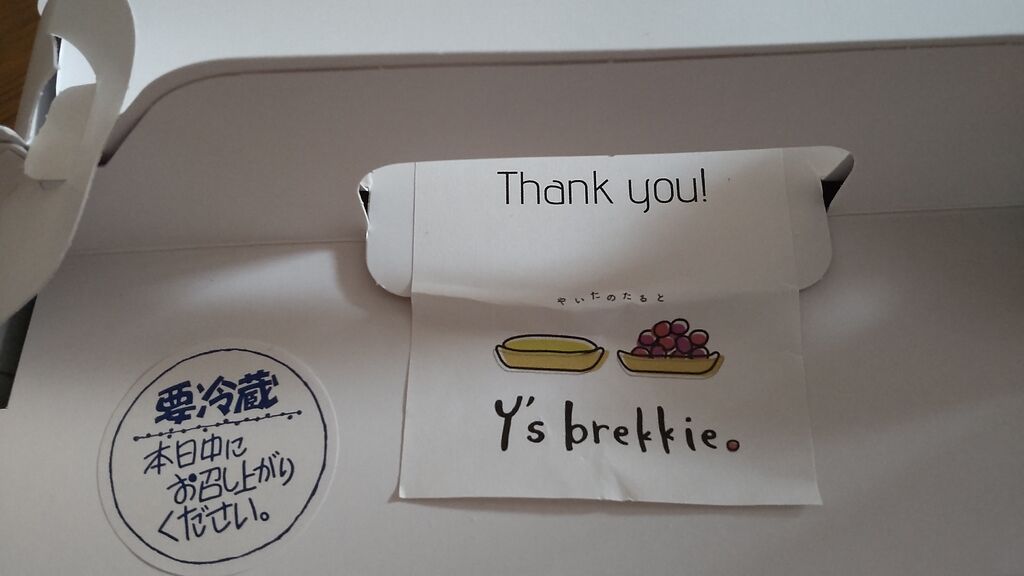 Thank you!
やいたのたると
Y's brekkie.
要冷蔵
本日中に
お召し上がり
ください。